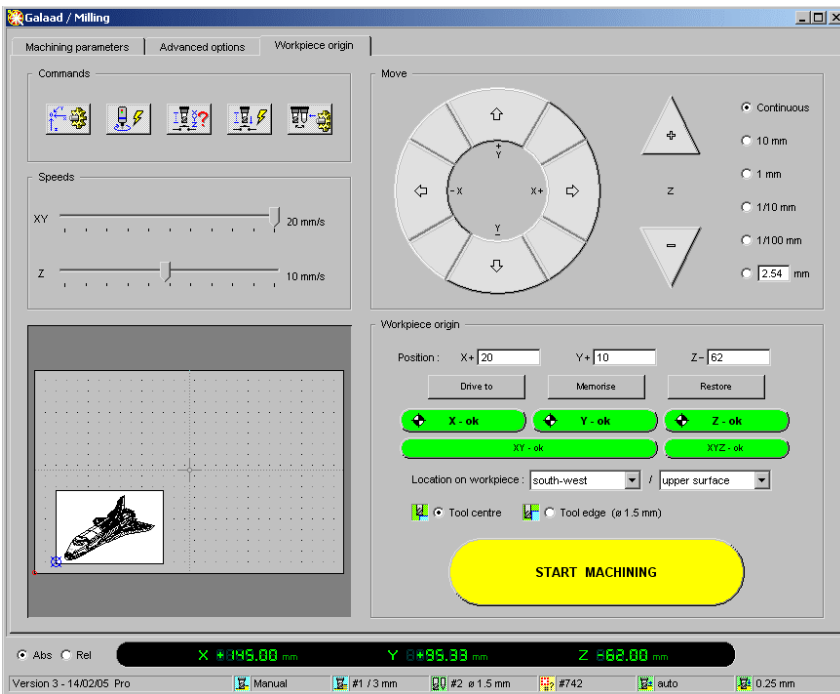 Galaad / Milling
Machining parameters
Advanced options
Workpiece origin
Commands
Move
+
Y
-X
X+
Y
-
+
Z
-
Continuous
10 mm
1 mm
1/10 mm
1/100 mm
2.54 mm
Speeds
XY
20 mm/s
Z
10 mm/s
Workpiece origin
Position : X+ 20 Y+ 10 Z- 62
Drive to
Memorise
Restore
X - ok
Y - ok
Z - ok
XY - ok
XYZ - ok
Location on workpiece : south-west / upper surface
Tool centre
Tool edge (ø 1.5 mm)
START MACHINING
Abs
Rel
X +145.00 mm
Y +95.33 mm
Z -62.00 mm
Version 3 - 14/02/05 Pro
Manual
#1 / 3 mm
#2 ø 1.5 mm
#742
auto
0.25 mm